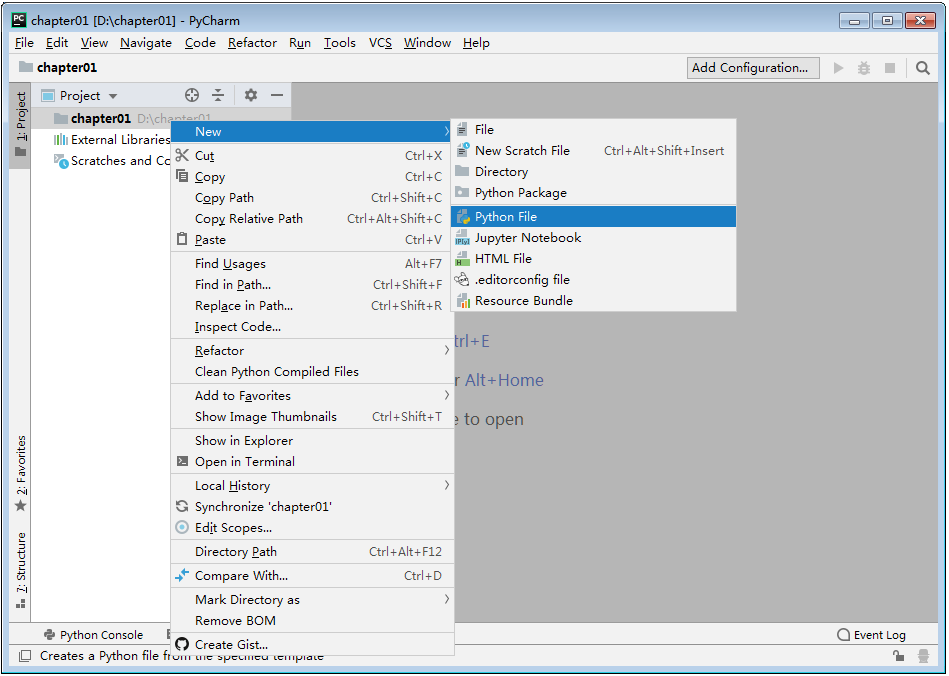 chapter01 [D:\chapter01] - PyCharm
File Edit View Navigate Code Refactor Run Tools VCS Window Help
chapter01
Add Configuration...
1: Project
Project
chapter01 D:\chapter01
External Libraries
Scratches and Co
New
Cut Ctrl+X
Copy Ctrl+C
Copy Path Ctrl+Shift+C
Copy Relative Path Ctrl+Alt+Shift+C
Paste Ctrl+V
Find Usages Alt+F7
Find in Path... Ctrl+Shift+F
Replace in Path... Ctrl+Shift+R
Inspect Code...
Refactor
Clean Python Compiled Files
Add to Favorites
Show Image Thumbnails Ctrl+Shift+T
Show in Explorer
Open in Terminal
Local History
Synchronize 'chapter01'
Edit Scopes...
Directory Path Ctrl+Alt+F12
Compare With... Ctrl+D
Mark Directory as
Remove BOM
Create Gist...
File
New Scratch File Ctrl+Alt+Shift+Insert
Directory
Python Package
Python File
Jupyter Notebook
HTML File
.editorconfig file
Resource Bundle
trl+E
r Alt+Home
e to open
2: Favorites
7: Structure
Python Console
Event Log
Creates a Python file from the specified template